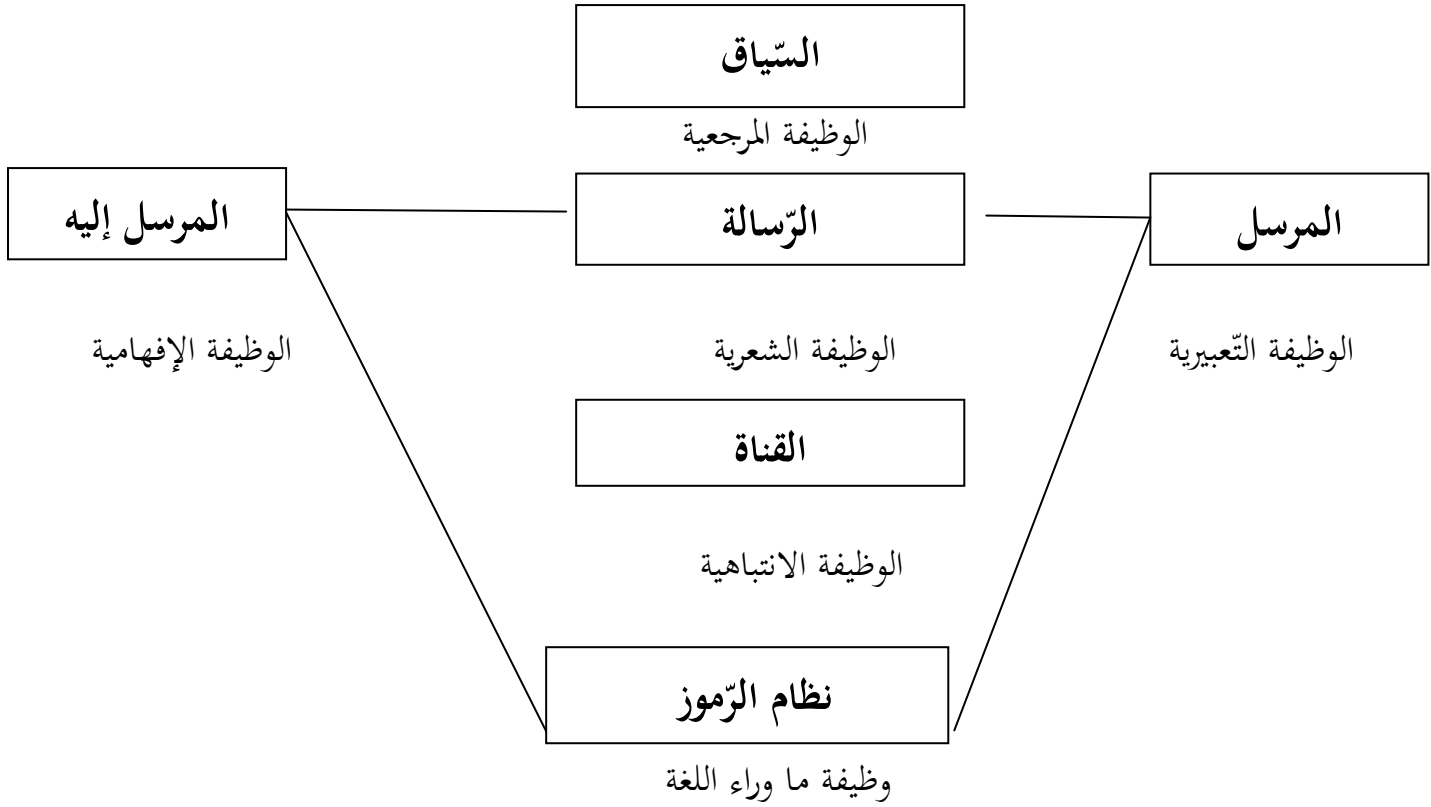 السّياق
الوظيفة المرجعية
المرسل
الرّسالة
المرسل إليه
الوظيفة التّعبيرية
الوظيفة الشعرية
الوظيفة الإفهامية
القناة
الوظيفة الانتباهية
نظام الرّموز
وظيفة ما وراء اللغة